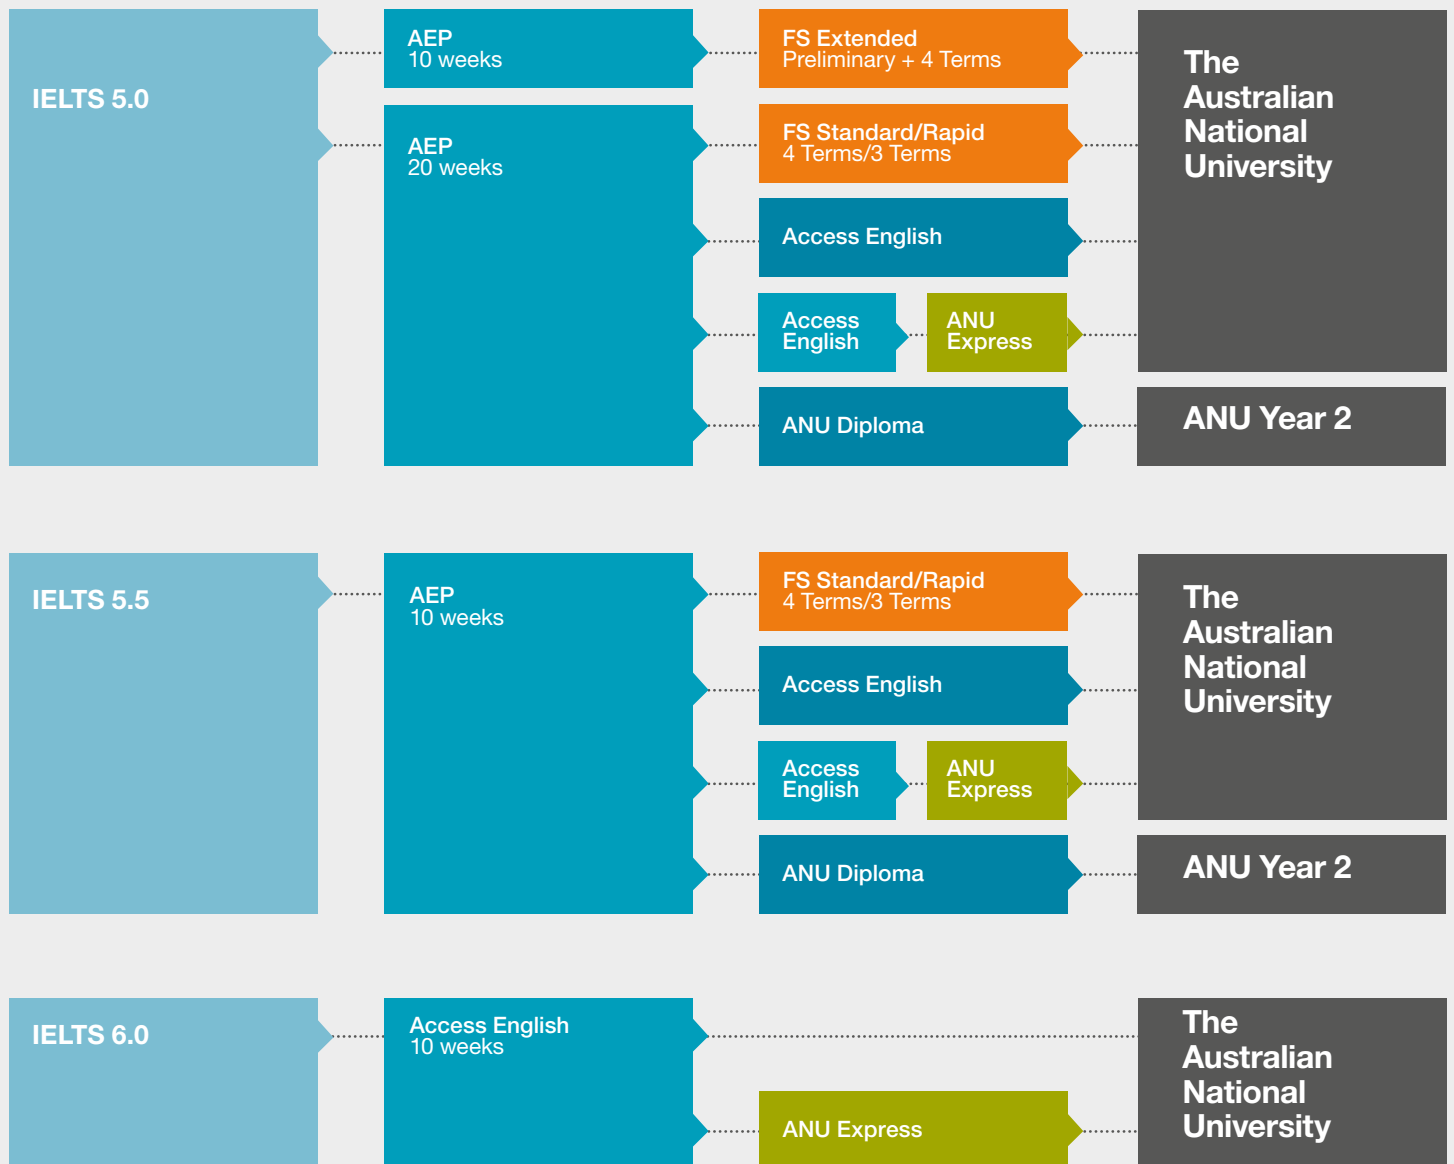 IELTS 5.0
AEP
10 weeks
FS Extended
Preliminary + 4 Terms
The
Australian
National
University
AEP
20 weeks
FS Standard/Rapid
4 Terms/3 Terms
Access English
Access
English
ANU
Express
ANU Diploma
ANU Year 2
IELTS 5.5
AEP
10 weeks
FS Standard/Rapid
4 Terms/3 Terms
The
Australian
National
University
Access English
Access
English
ANU
Express
ANU Diploma
ANU Year 2
IELTS 6.0
Access English
10 weeks
The
Australian
National
University
ANU Express